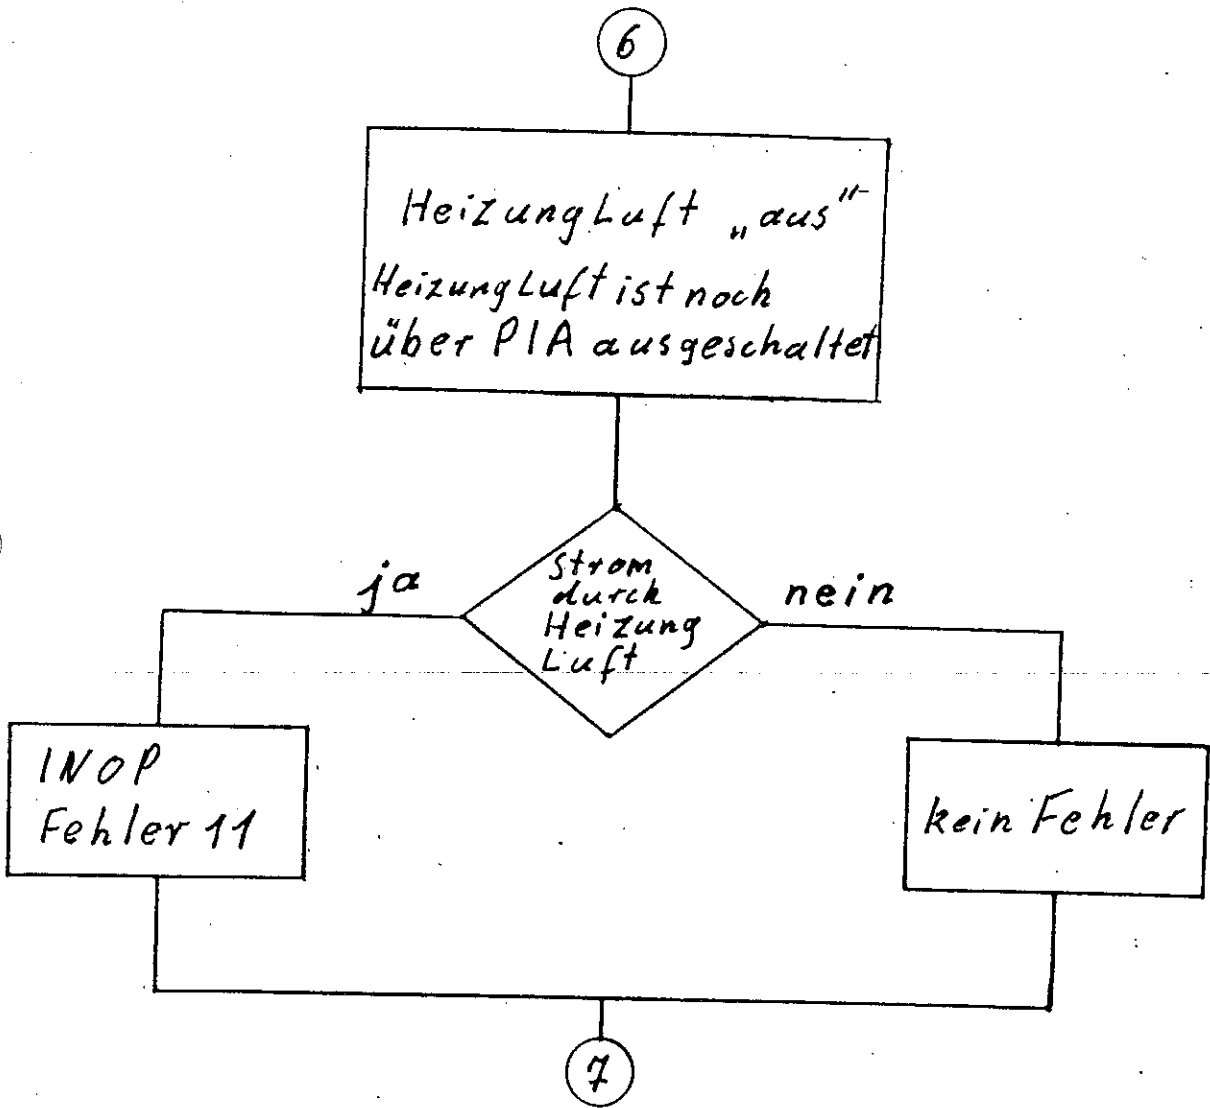 6
Heizung Luft „aus"
Heizung Luft ist noch
über PIA ausgeschaltet
ja
Strom
durch
Heizung
Luft
nein
INOP
Fehler 11
kein Fehler
7